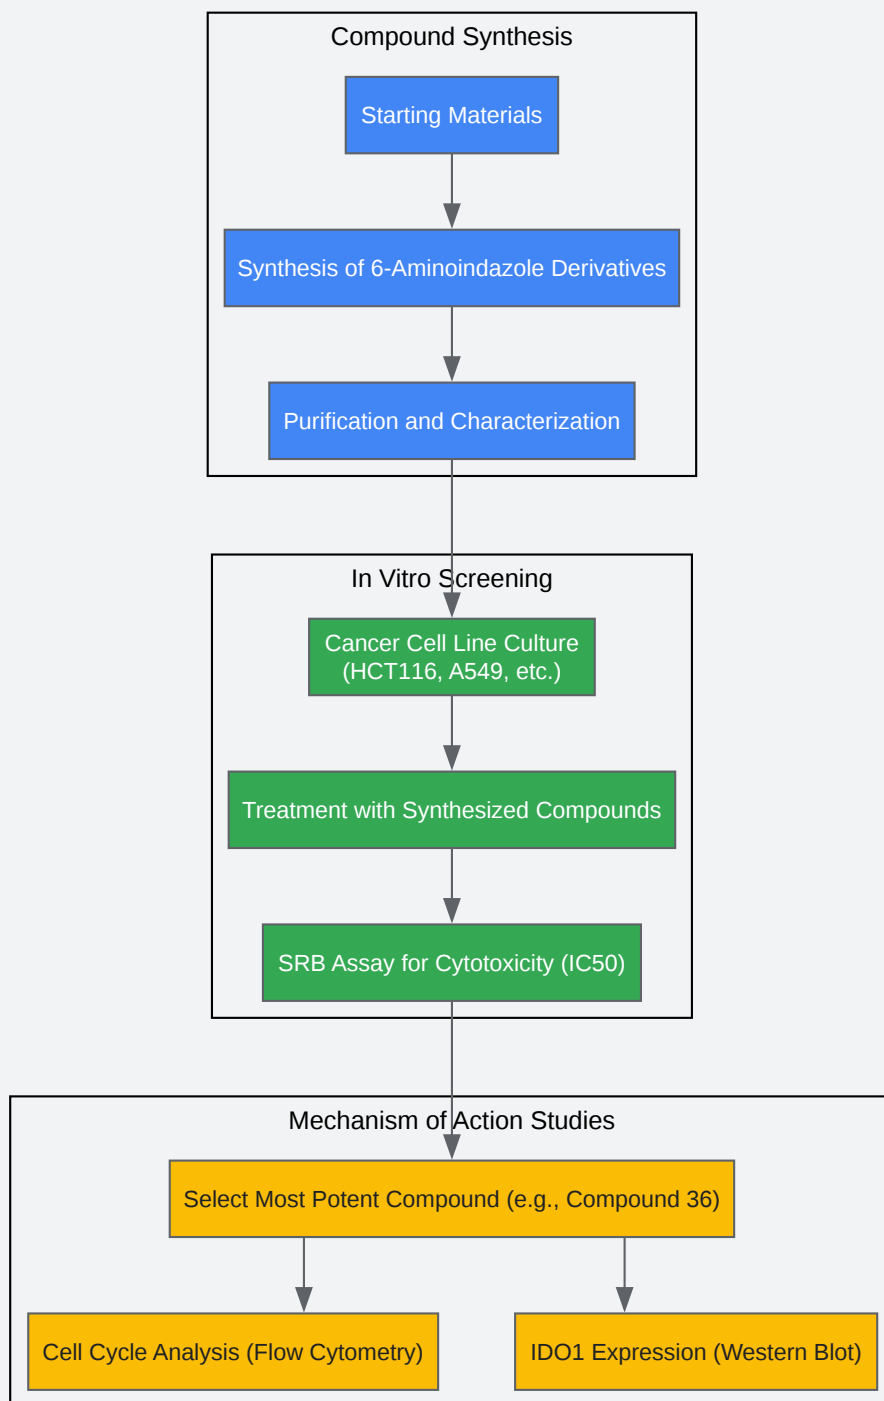 Compound Synthesis
Starting Materials
Synthesis of 6-Aminoindazole Derivatives
Purification and Characterization
In Vitro Screening
Cancer Cell Line Culture
(HCT116, A549, etc.)
Treatment with Synthesized Compounds
SRB Assay for Cytotoxicity (IC50)
Mechanism of Action Studies
Select Most Potent Compound (e.g., Compound 36)
Cell Cycle Analysis (Flow Cytometry)
IDO1 Expression (Western Blot)